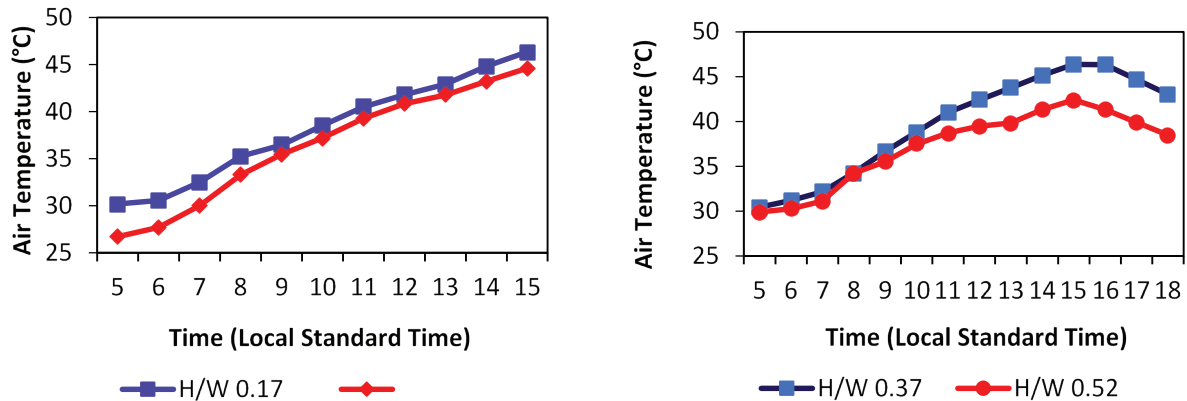 50
45
40
35
30
25
Air Temperature (°C)
5 6 7 8 9 10 11 12 13 14 15
Time (Local Standard Time)
H/W 0.17
50
45
40
35
30
25
Air Temperature (°C)
5 6 7 8 9 10 11 12 13 14 15 16 17 18
Time (Local Standard Time)
H/W 0.37 H/W 0.52